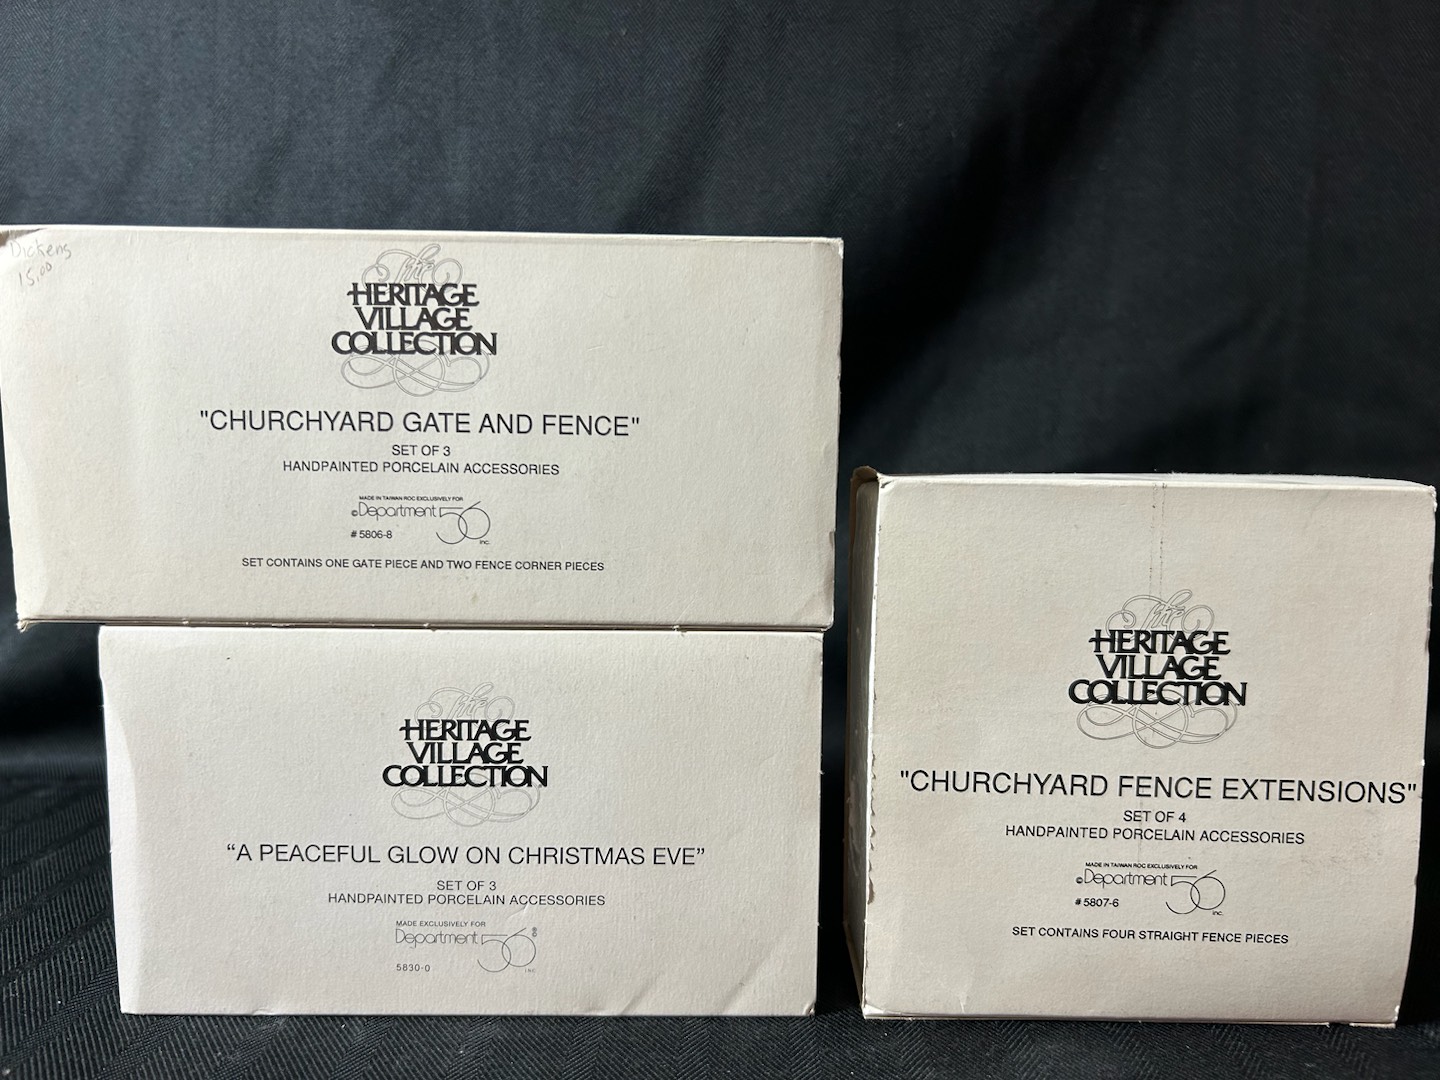 Dickens
15.00
The
HERITAGE
VILLAGE
COLLECTION
"CHURCHYARD GATE AND FENCE"
SET OF 3
HANDPAINTED PORCELAIN ACCESSORIES
MADE IN TAIWAN ROC EXCLUSIVELY FOR
©Department 56
# 5806-8
inc.
SET CONTAINS ONE GATE PIECE AND TWO FENCE CORNER PIECES
The
HERITAGE
VILLAGE
COLLECTION
“A PEACEFUL GLOW ON CHRISTMAS EVE”
SET OF 3
HANDPAINTED PORCELAIN ACCESSORIES
MADE EXCLUSIVELY FOR
Department 56®
5830-0
INC
The
HERITAGE
VILLAGE
COLLECTION
"CHURCHYARD FENCE EXTENSIONS"
SET OF 4
HANDPAINTED PORCELAIN ACCESSORIES
MADE IN TAIWAN ROC EXCLUSIVELY FOR
©Department 56
# 5807-6
inc.
SET CONTAINS FOUR STRAIGHT FENCE PIECES